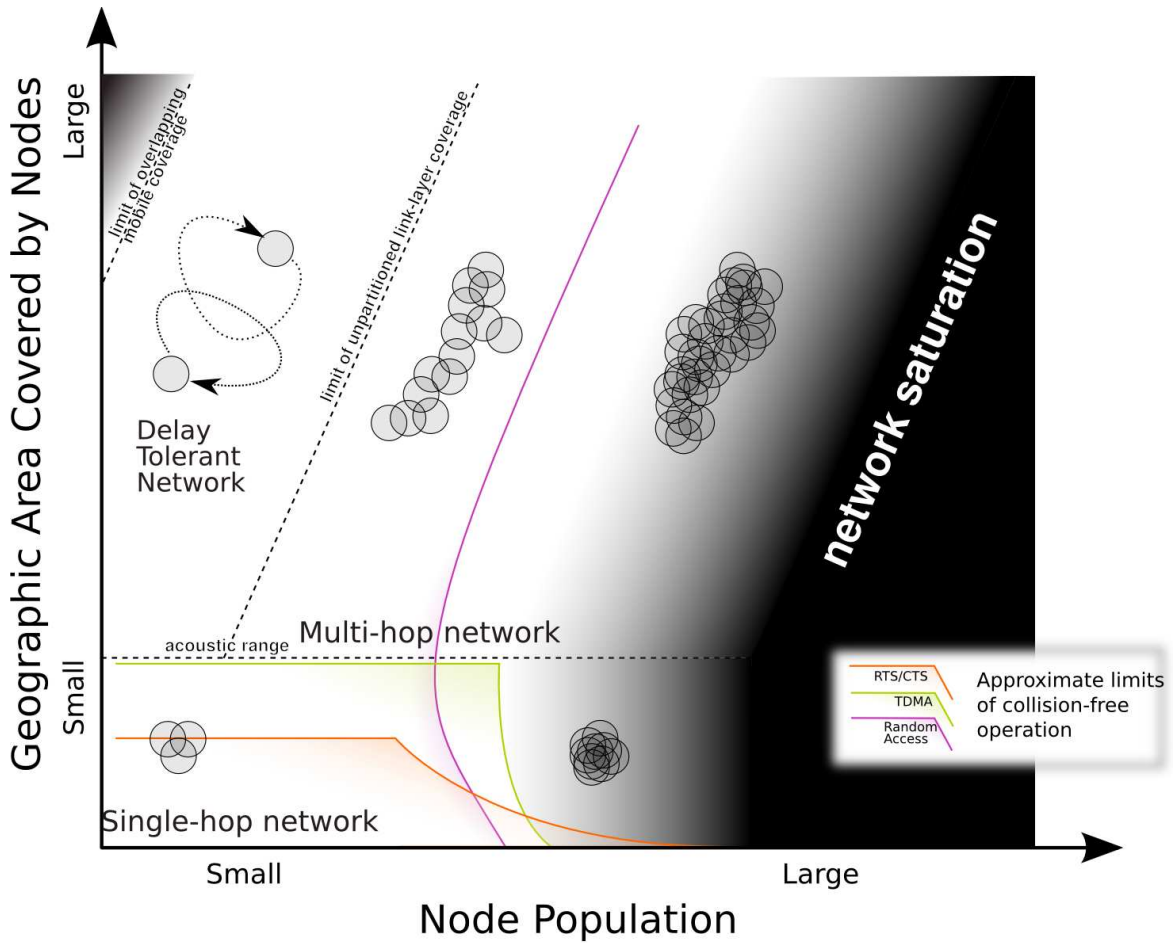 Geographic Area Covered by Nodes
Large
Small
limit of overlapping
mobile coverage
limit of unpartitioned link-layer coverage
Delay
Tolerant
Network
network saturation
acoustic range
Multi-hop network
Single-hop network
RTS/CTS
TDMA
Random
Access
Approximate limits
of collision-free
operation
Small
Large
Node Population